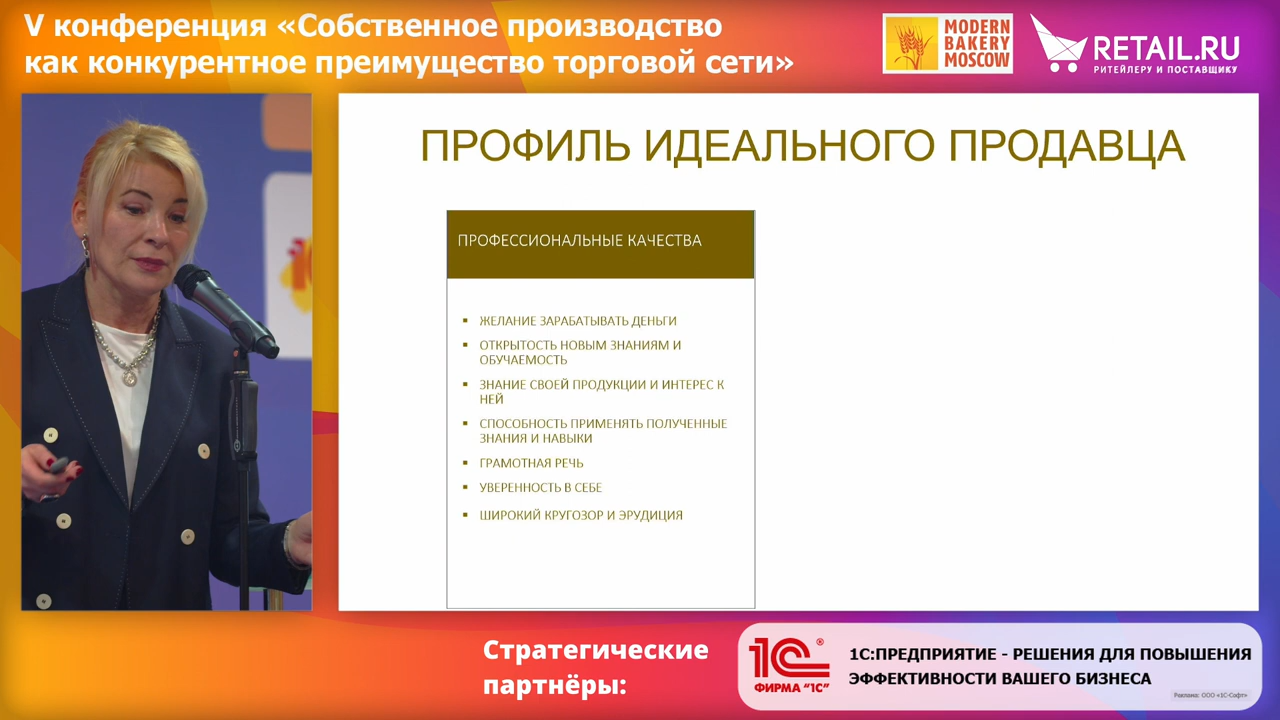 V конференция «Собственное производство
как конкурентное преимущество торговой сети»
MODERN
BAKERY
MOSCOW
RETAIL.RU
РИТЕЙЛЕРУ И ПОСТАВЩИКУ
ПРОФИЛЬ ИДЕАЛЬНОГО ПРОДАВЦА
ПРОФЕССИОНАЛЬНЫЕ КАЧЕСТВА
▪ ЖЕЛАНИЕ ЗАРАБАТЫВАТЬ ДЕНЬГИ
▪ ОТКРЫТОСТЬ НОВЫМ ЗНАНИЯМ И
ОБУЧАЕМОСТЬ
▪ ЗНАНИЕ СВОЕЙ ПРОДУКЦИИ И ИНТЕРЕС К
НЕЙ
▪ СПОСОБНОСТЬ ПРИМЕНЯТЬ ПОЛУЧЕННЫЕ
ЗНАНИЯ И НАВЫКИ
▪ ГРАМОТНАЯ РЕЧЬ
▪ УВЕРЕННОСТЬ В СЕБЕ
▪ ШИРОКИЙ КРУГОЗОР И ЭРУДИЦИЯ
Стратегические
партнёры:
1С®
ФИРМА "1С"
1С:ПРЕДПРИЯТИЕ - РЕШЕНИЯ ДЛЯ ПОВЫШЕНИЯ
ЭФФЕКТИВНОСТИ ВАШЕГО БИЗНЕСА
Реклама: ООО «1С-Софт»